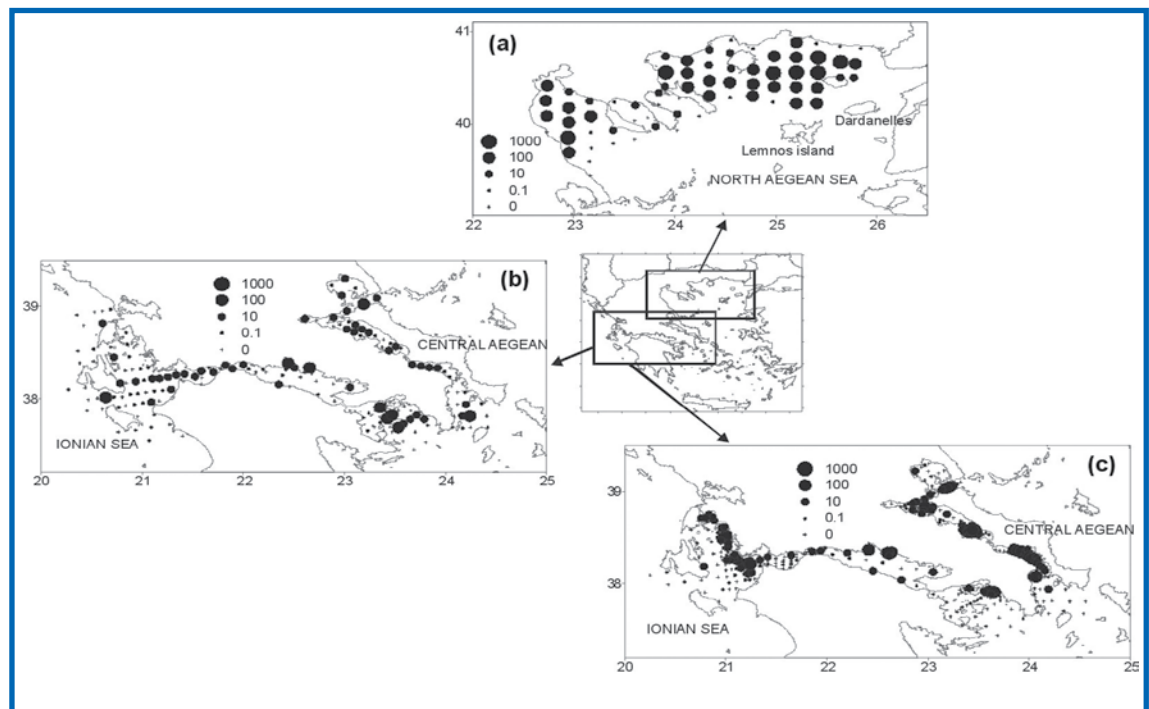 (a)
41
40
1000
100
10
0.1
0
Dardanelles
Lemnos island
NORTH AEGEAN SEA
22 23 24 25 26
(b)
39
38
1000
100
10
0.1
0
CENTRAL AEGEAN
IONIAN SEA
20 21 22 23 24 25
(c)
39
38
1000
100
10
0.1
0
CENTRAL AEGEAN
IONIAN SEA
20 21 22 23 24 25